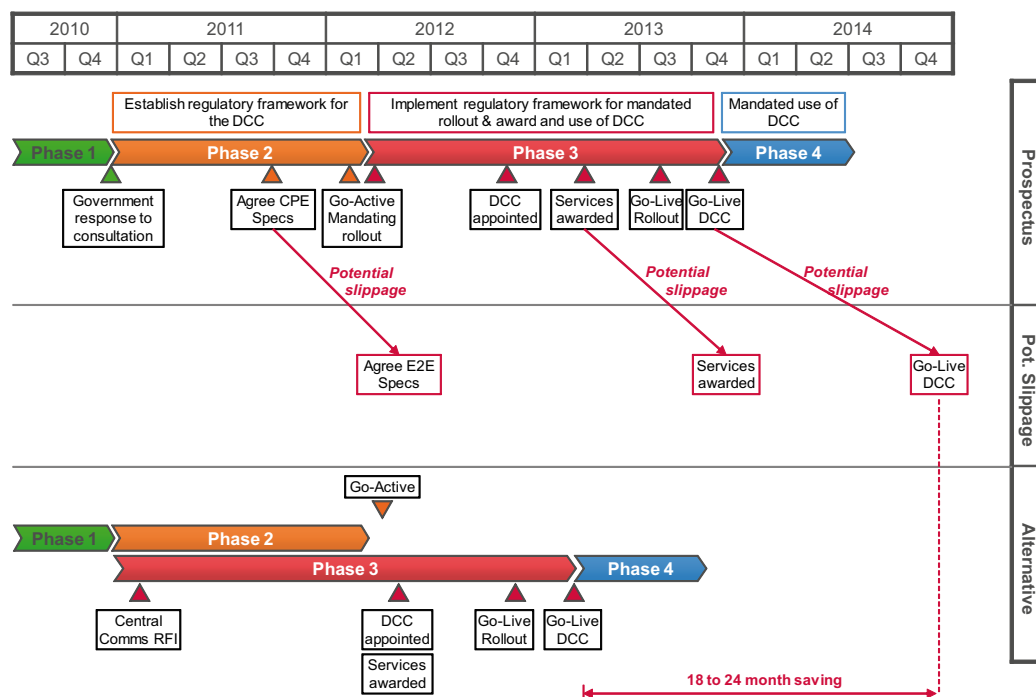 2010 2011 2012 2013 2014
Q3 Q4 Q1 Q2 Q3 Q4 Q1 Q2 Q3 Q4 Q1 Q2 Q3 Q4 Q1 Q2 Q3 Q4
Establish regulatory framework for
the DCC
Implement regulatory framework for mandated
rollout & award and use of DCC
Mandated use of
DCC
Phase 1 Phase 2 Phase 3 Phase 4
Government
response to
consultation
Agree CPE
Specs
Go-Active
Mandating
rollout
DCC
appointed
Services
awarded
Go-Live
Rollout
Go-Live
DCC
Prospectus
Potential
slippage
Potential
slippage
Potential
slippage
Agree E2E
Specs
Services
awarded
Go-Live
DCC
Pot. Slippage
Go-Active
Phase 1 Phase 2
Phase 3 Phase 4
Central
Comms RFI
DCC
appointed
Services
awarded
Go-Live
Rollout
Go-Live
DCC
Alternative
18 to 24 month saving